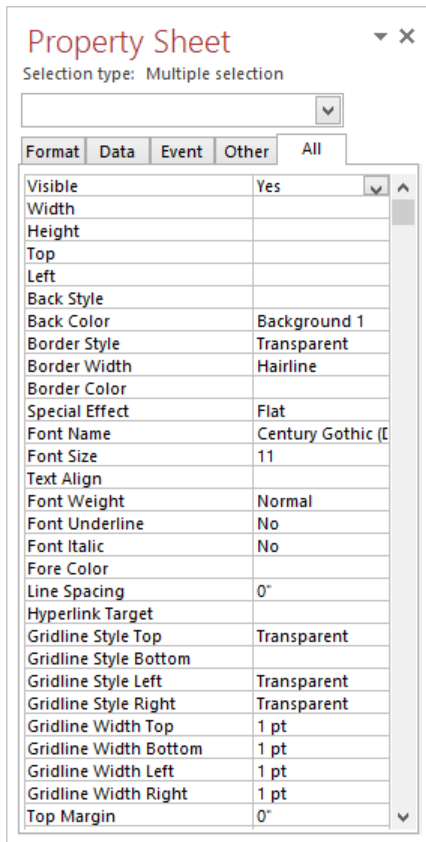 Property Sheet
Selection type: Multiple selection
Format Data Event Other All
Visible Yes
Width
Height
Top
Left
Back Style
Back Color Background 1
Border Style Transparent
Border Width Hairline
Border Color
Special Effect Flat
Font Name Century Gothic (D
Font Size 11
Text Align
Font Weight Normal
Font Underline No
Font Italic No
Fore Color
Line Spacing 0"
Hyperlink Target
Gridline Style Top Transparent
Gridline Style Bottom
Gridline Style Left Transparent
Gridline Style Right Transparent
Gridline Width Top 1 pt
Gridline Width Bottom 1 pt
Gridline Width Left 1 pt
Gridline Width Right 1 pt
Top Margin 0"